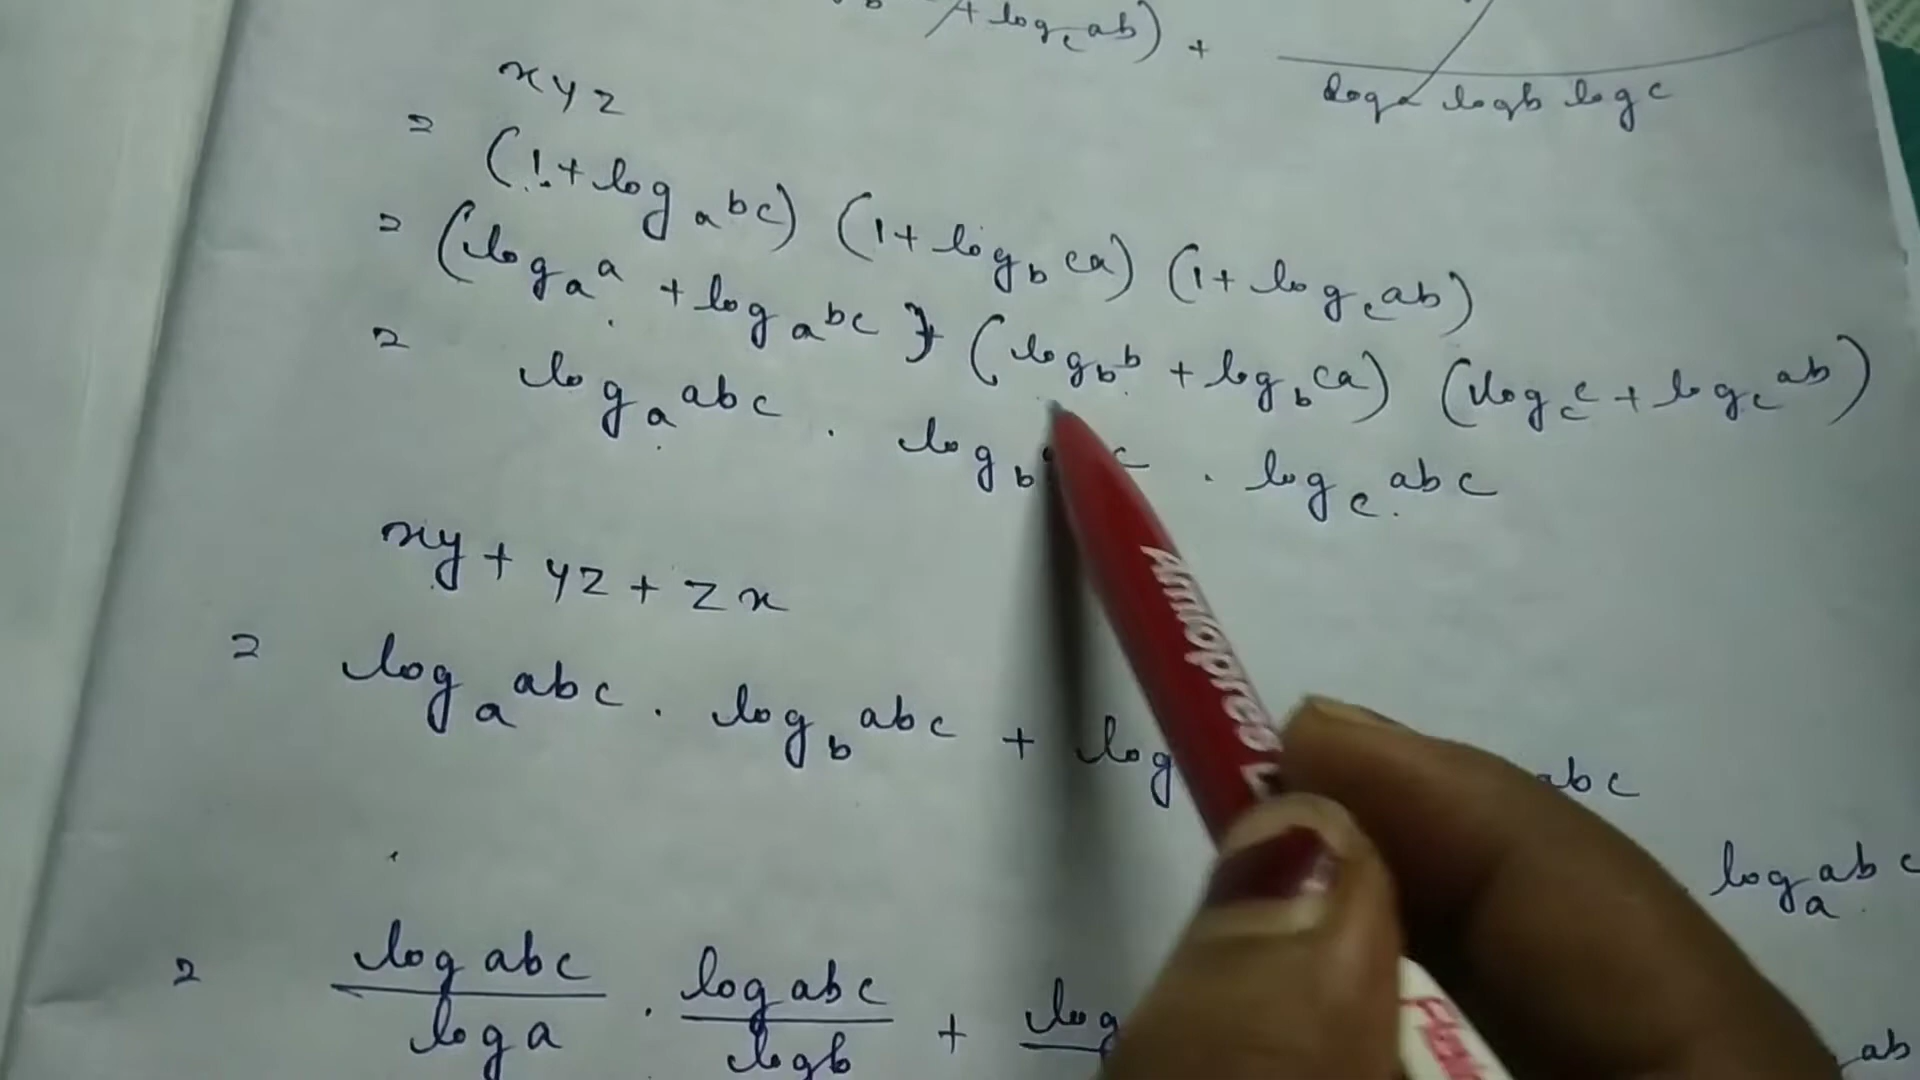 + log_c ab) +
log a log b log c
xyz
= (1 + log_a bc) (1 + log_b ca) (1 + log_c ab)
= (log_a a + log_a bc) (log_b b + log_b ca) (log_c c + log_c ab)
= log_a abc . log_b c . log_c abc
xy + yz + zx
= log_a abc . log_b abc + log abc
log_a abc
= log abc / log a . log abc / log b + log
ab